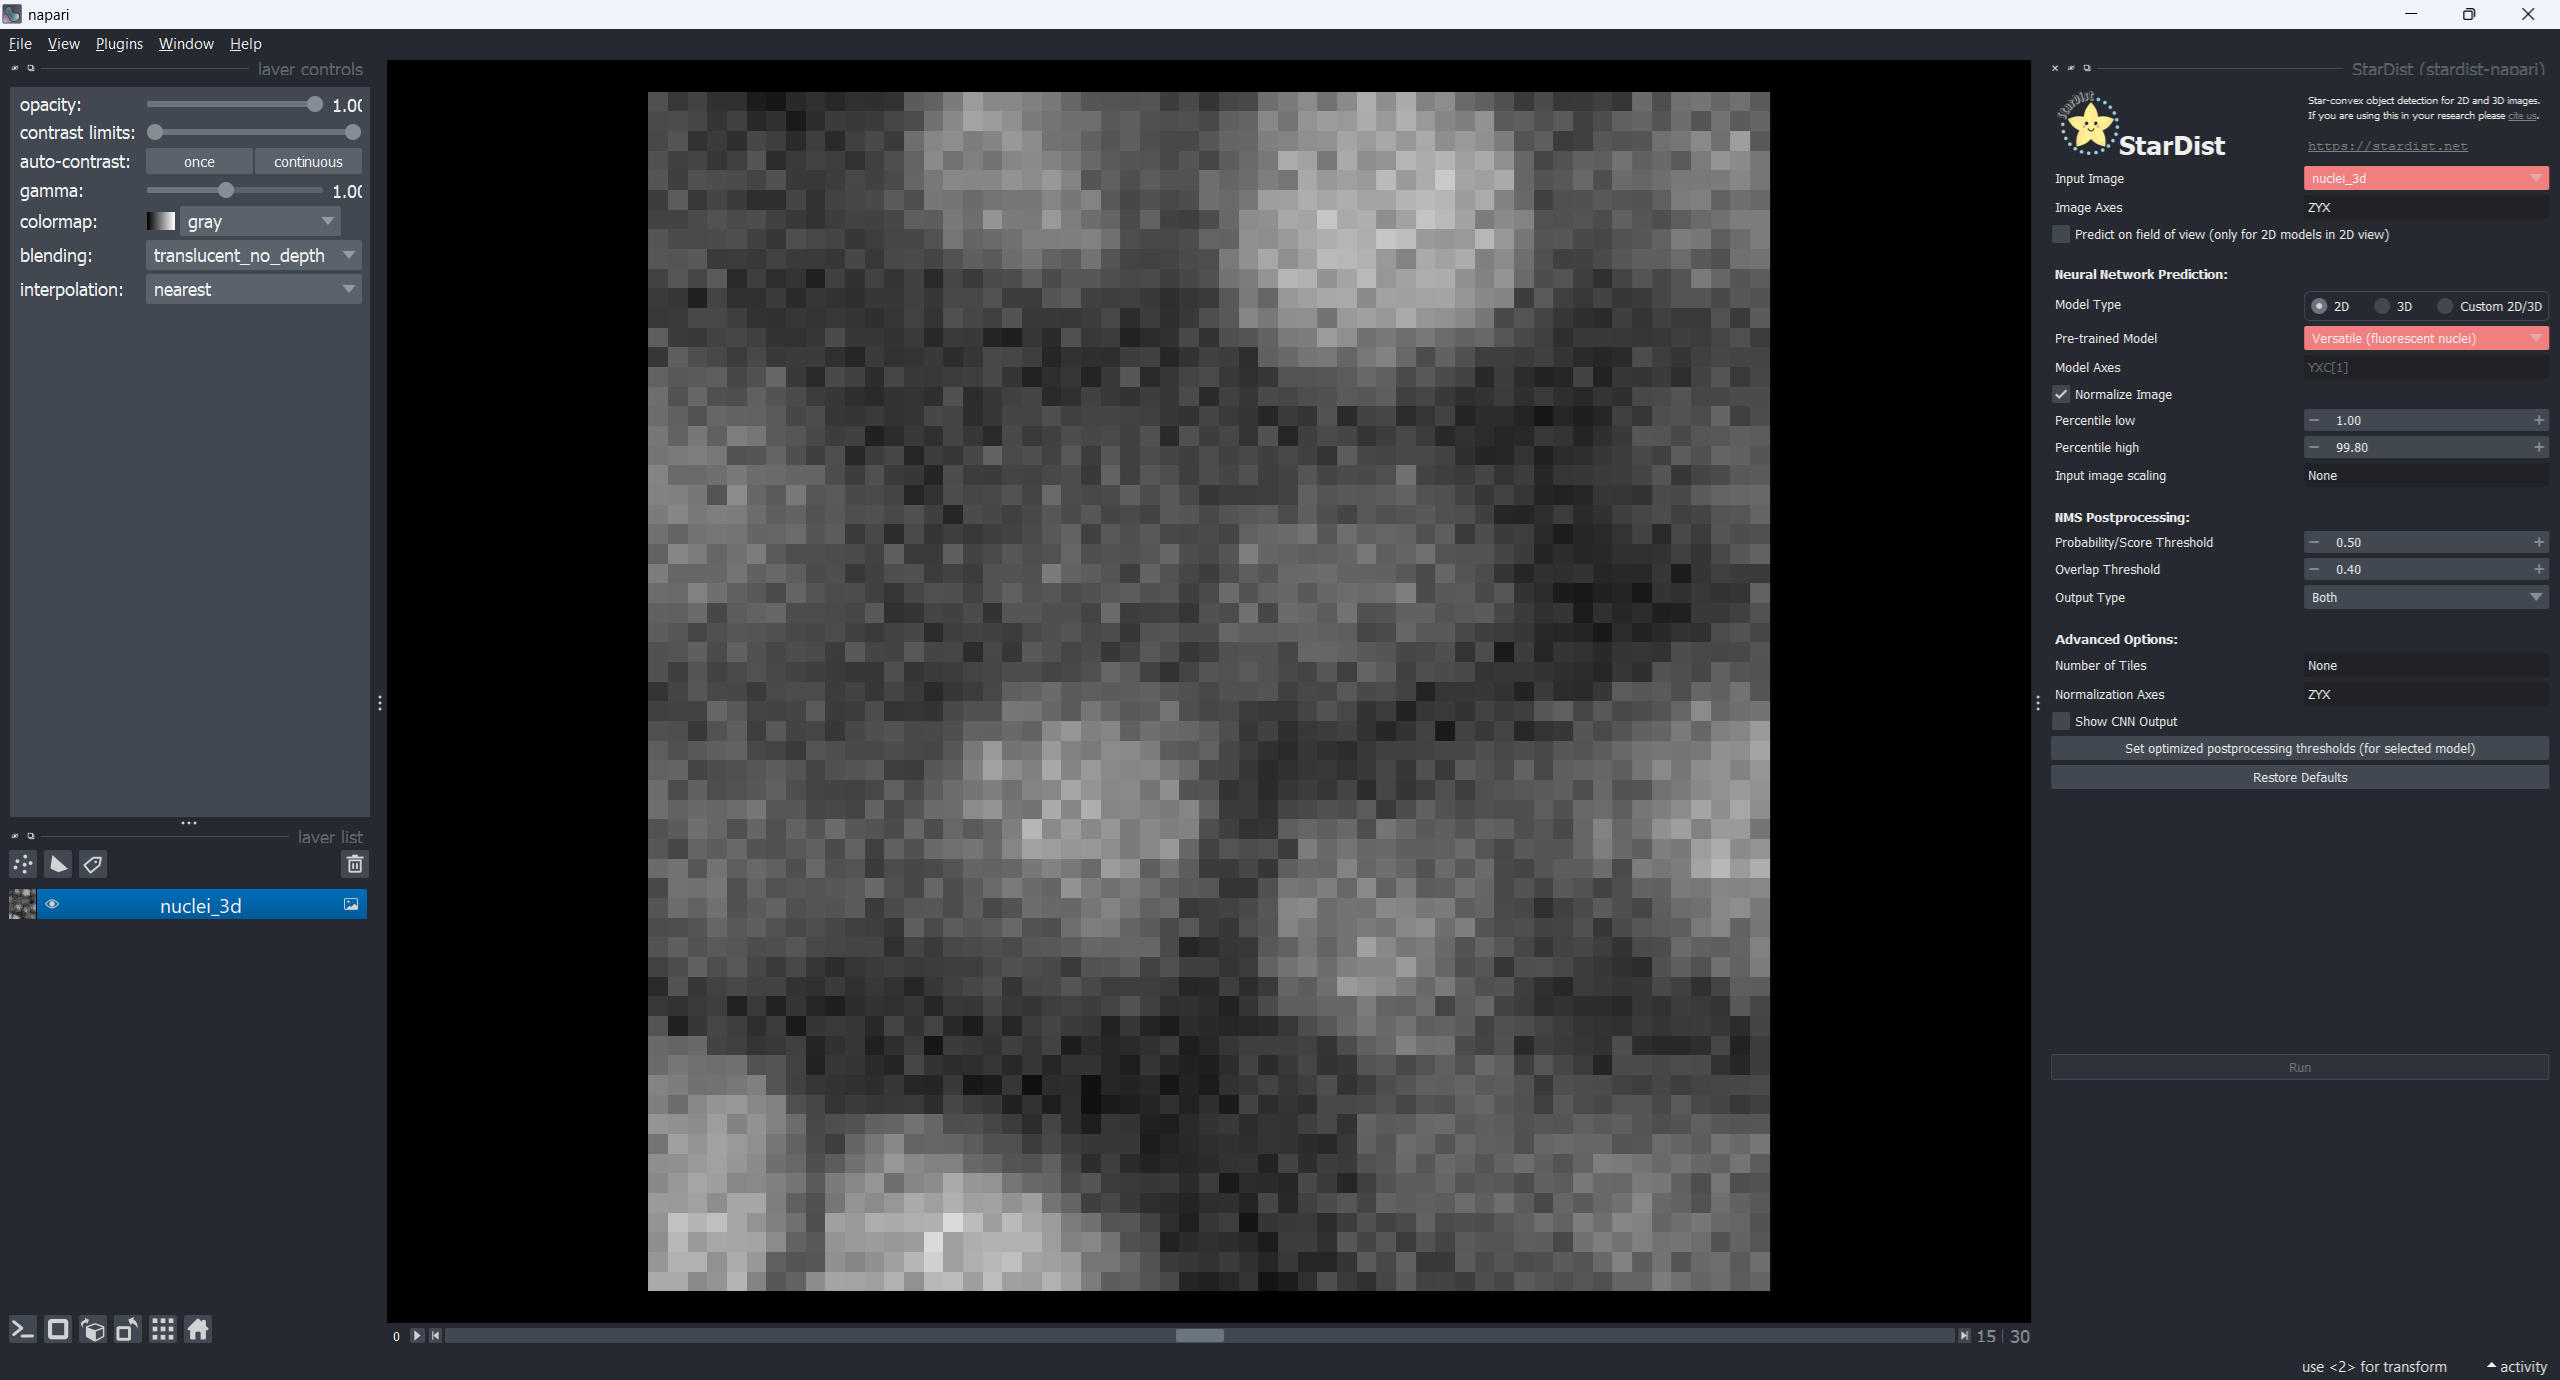 napari
File View Plugins Window Help
layer controls
opacity: 1.00
contrast limits:
auto-contrast: once continuous
gamma: 1.00
colormap: gray
blending: translucent_no_depth
interpolation: nearest
layer list
nuclei_3d
0 15 30
StarDist (stardist-napari)
StarDist
StarDist
Star-convex object detection for 2D and 3D images.
If you are using this in your research please cite us.
https://stardist.net
Input Image nuclei_3d
Image Axes ZYX
Predict on field of view (only for 2D models in 2D view)
Neural Network Prediction:
Model Type 2D 3D Custom 2D/3D
Pre-trained Model Versatile (fluorescent nuclei)
Model Axes YXC[1]
Normalize Image
Percentile low − 1.00 +
Percentile high − 99.80 +
Input image scaling None
NMS Postprocessing:
Probability/Score Threshold − 0.50 +
Overlap Threshold − 0.40 +
Output Type Both
Advanced Options:
Number of Tiles None
Normalization Axes ZYX
Show CNN Output
Set optimized postprocessing thresholds (for selected model)
Restore Defaults
Run
use <2> for transform activity